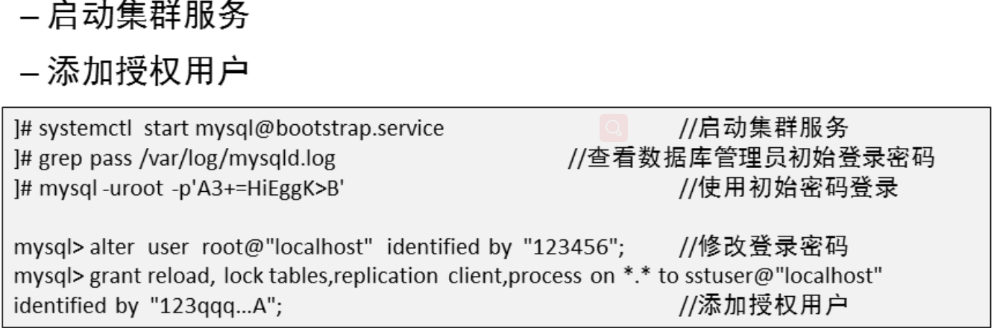 – 启动集群服务
– 添加授权用户
]# systemctl start mysql@bootstrap.service //启动集群服务
]# grep pass /var/log/mysqld.log //查看数据库管理员初始登录密码
]# mysql -uroot -p'A3+=HiEggK>B' //使用初始密码登录
mysql> alter user root@"localhost" identified by "123456"; //修改登录密码
mysql> grant reload, lock tables,replication client,process on *.* to sstuser@"localhost"
identified by "123qqq...A"; //添加授权用户